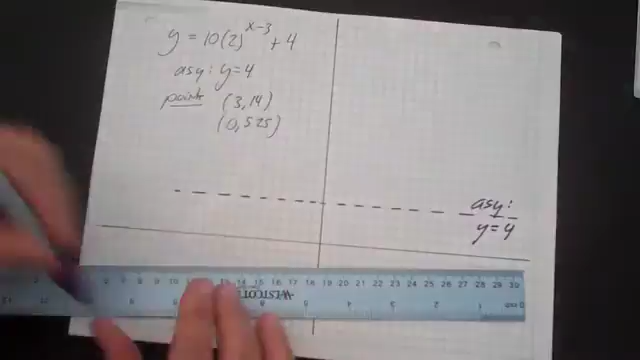 y = 10(2)^x-3 + 4
asy: y=4
points (3,14)
(0,5.25)
asy:
y=4
WESTCOTT